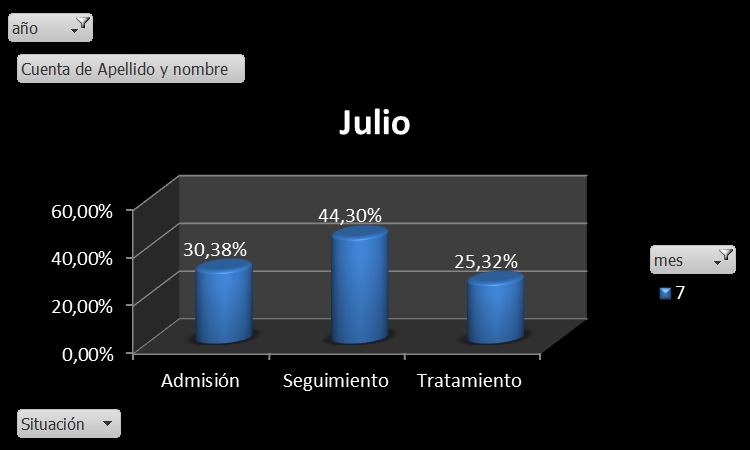 año
Cuenta de Apellido y nombre
Julio
60,00%
40,00%
20,00%
0,00%
30,38%
44,30%
25,32%
Admisión
Seguimiento
Tratamiento
mes
7
Situación